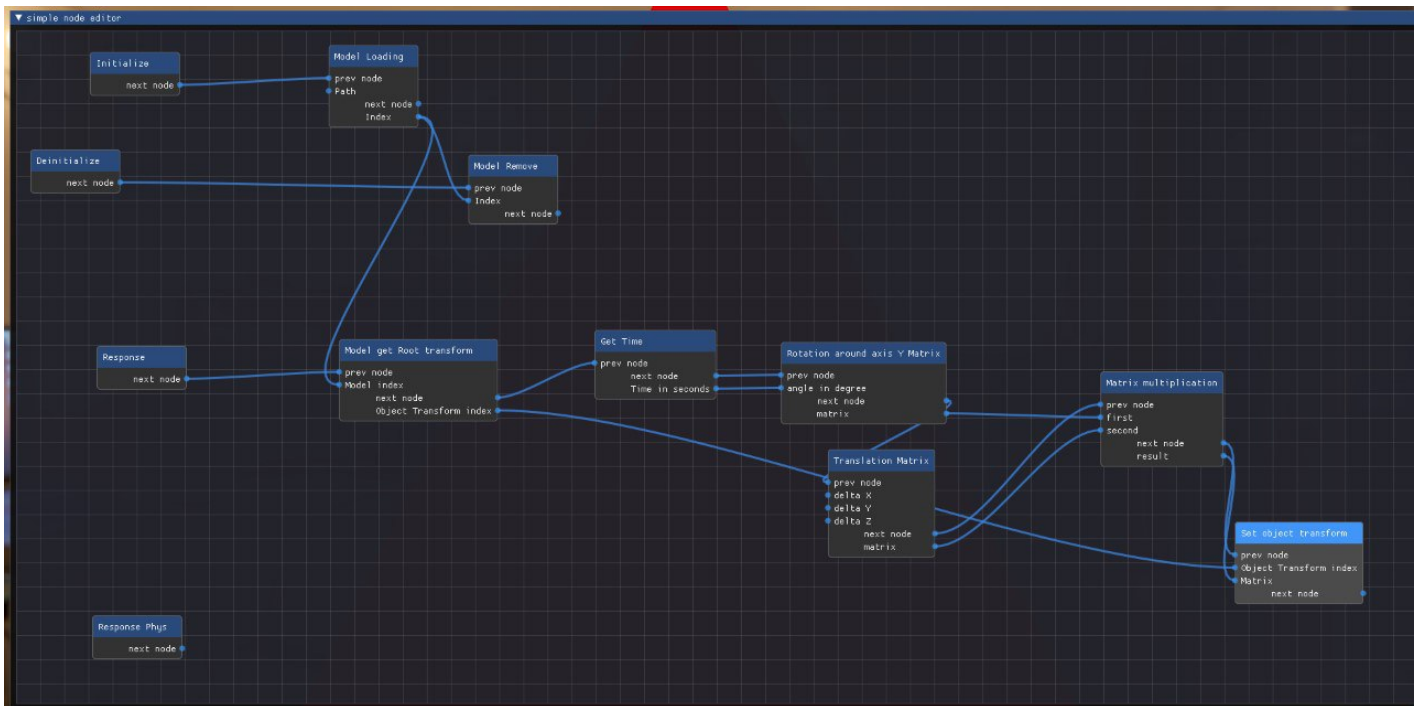 ▼ simple node editor
Initialize
next node
Model Loading
prev node
Path
next node
Index
Deinitialize
next node
Model Remove
prev node
Index
next node
Response
next node
Model get Root transform
prev node
Model index
next node
Object Transform index
Get Time
prev node
next node
Time in seconds
Rotation around axis Y Matrix
prev node
angle in degree
next node
matrix
Translation Matrix
prev node
delta X
delta Y
delta Z
next node
matrix
Matrix multiplication
prev node
first
second
next node
result
Set object transform
prev node
Object Transform index
Matrix
next node
Response Phys
next node